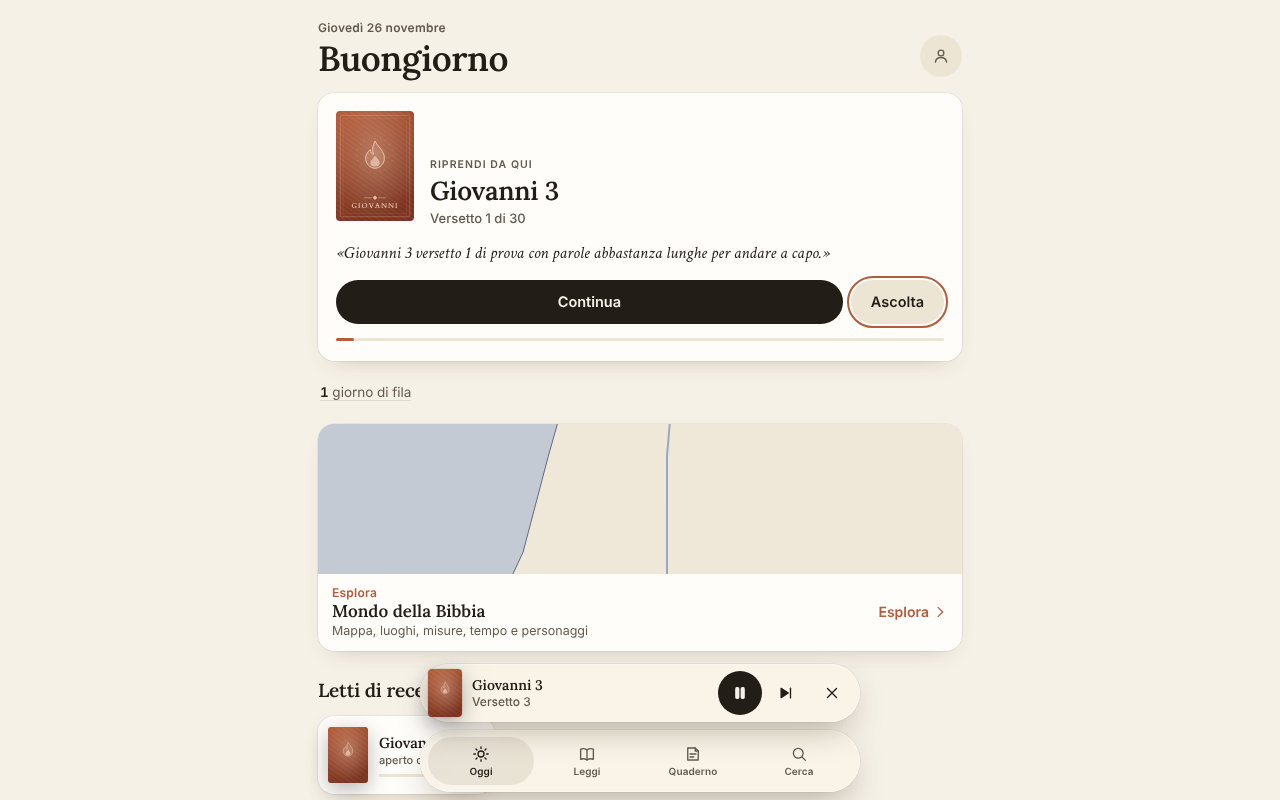 Giovedì 26 novembre
Buongiorno
GIOVANNI
RIPRENDI DA QUI
Giovanni 3
Versetto 1 di 30
«Giovanni 3 versetto 1 di prova con parole abbastanza lunghe per andare a capo.»
Continua
Ascolta
1 giorno di fila
Esplora
Mondo della Bibbia
Mappa, luoghi, misure, tempo e personaggi
Esplora
Letti di
Giovanni 3
Versetto 3
aperto
Oggi
Leggi
Quaderno
Cerca